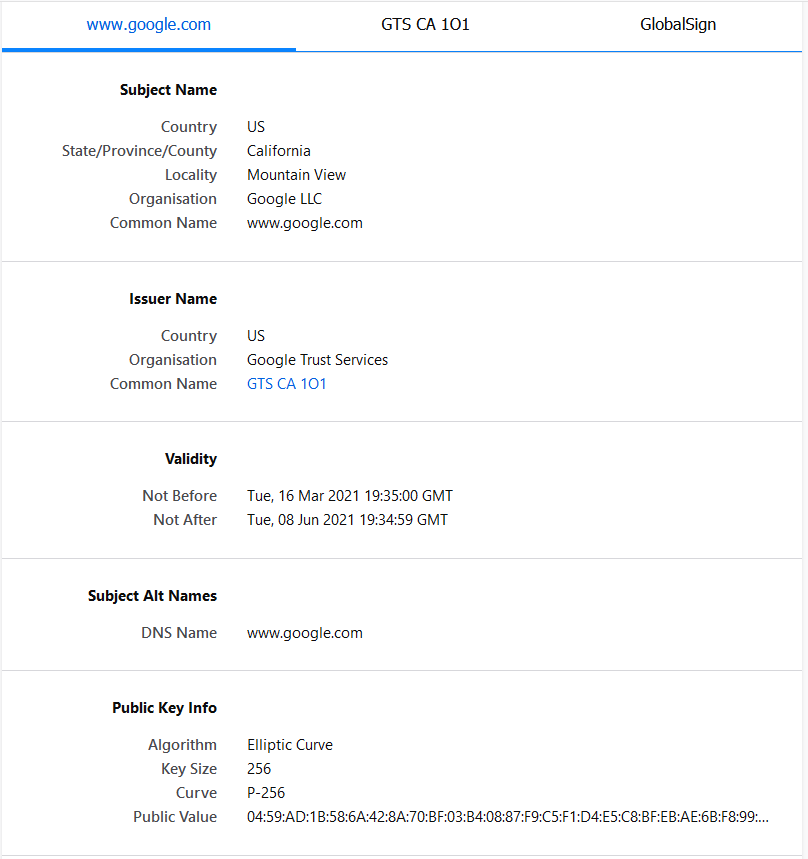 www.google.com GTS CA 1O1 GlobalSign
Subject Name
Country US
State/Province/County California
Locality Mountain View
Organisation Google LLC
Common Name www.google.com
Issuer Name
Country US
Organisation Google Trust Services
Common Name GTS CA 1O1
Validity
Not Before Tue, 16 Mar 2021 19:35:00 GMT
Not After Tue, 08 Jun 2021 19:34:59 GMT
Subject Alt Names
DNS Name www.google.com
Public Key Info
Algorithm Elliptic Curve
Key Size 256
Curve P-256
Public Value 04:59:AD:1B:58:6A:42:8A:70:BF:03:B4:08:87:F9:C5:F1:D4:E5:C8:BF:EB:AE:6B:F8:99:...